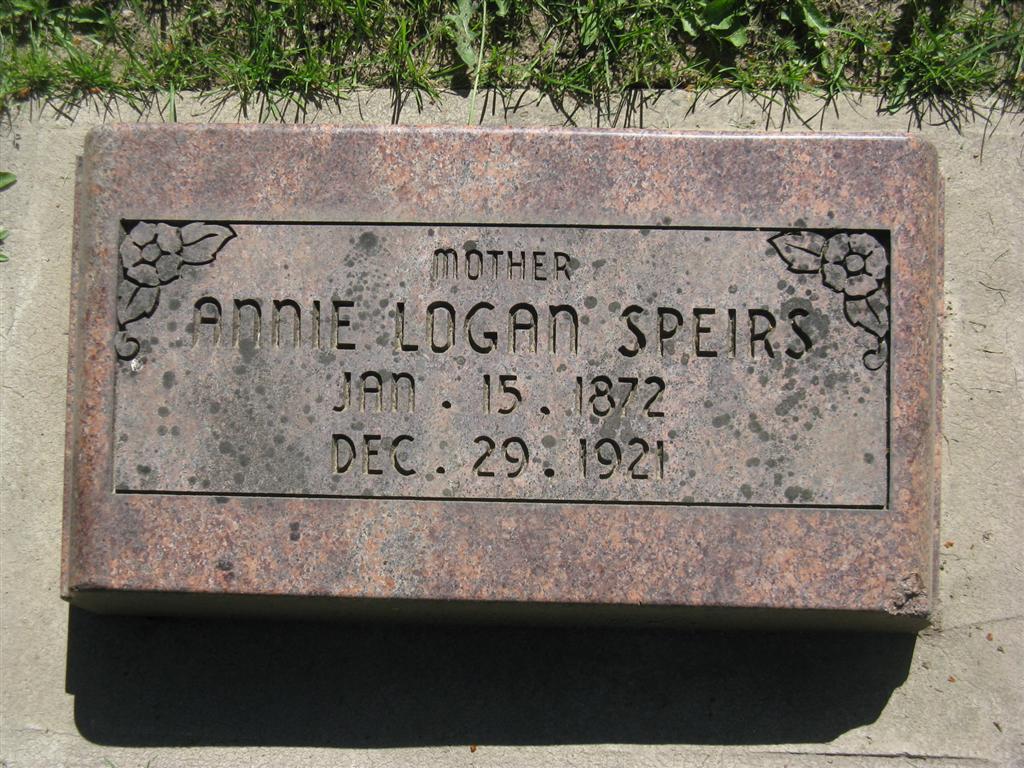 MOTHER
ANNIE LOGAN SPEIRS
JAN. 15. 1872
DEC. 29. 1921